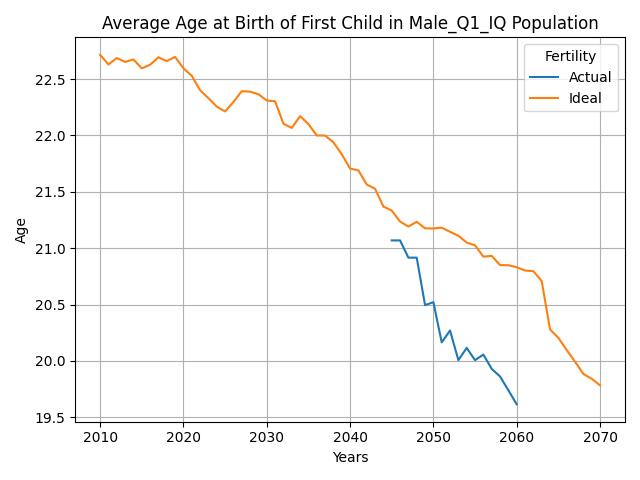 Average Age at Birth of First Child in Male_Q1_IQ Population
Fertility
Actual
Ideal
Age
22.5
22.0
21.5
21.0
20.5
20.0
19.5
2010 2020 2030 2040 2050 2060 2070
Years